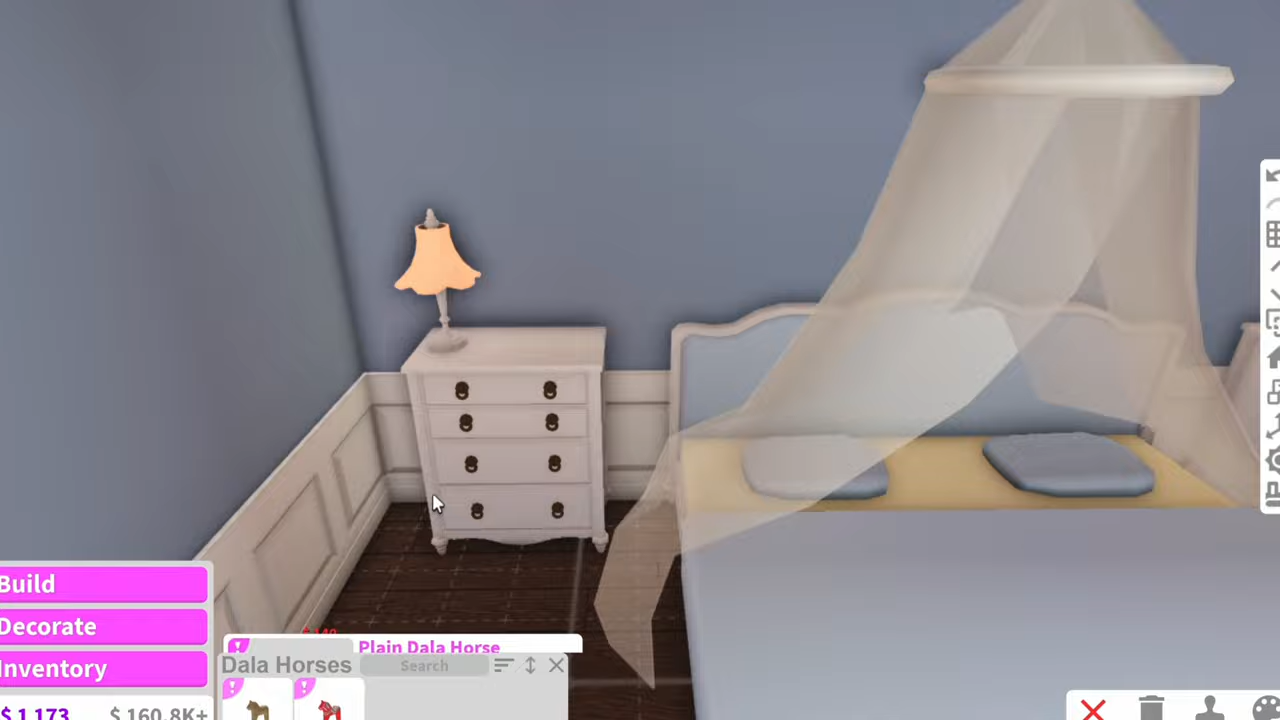 Build
Decorate
Inventory
$ 1,173 $ 160.8K+
Plain Dala Horse
Dala Horses Search